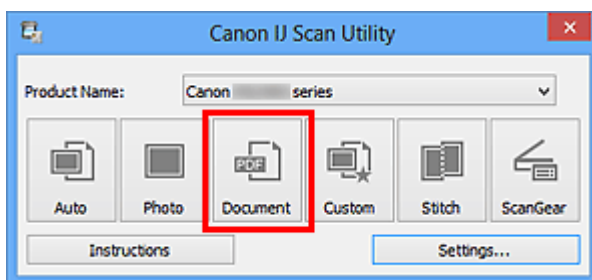 Canon IJ Scan Utility
Product Name: Canon series
PDF
Auto Photo Document Custom Stitch ScanGear
Instructions Settings...